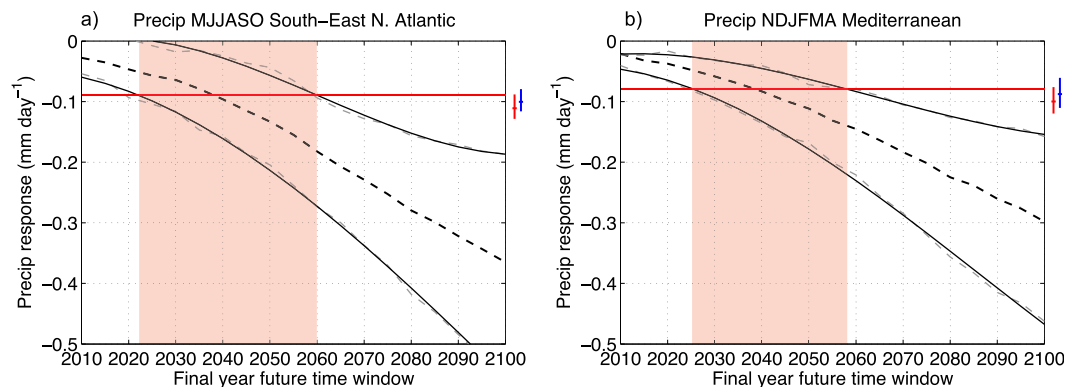 a) Precip MJJASO South−East N. Atlantic
Precip response (mm day−1)
0
−0.1
−0.2
−0.3
−0.4
−0.5
2010 2020 2030 2040 2050 2060 2070 2080 2090 2100
Final year future time window
b) Precip NDJFMA Mediterranean
Precip response (mm day−1)
0
−0.1
−0.2
−0.3
−0.4
−0.5
2010 2020 2030 2040 2050 2060 2070 2080 2090 2100
Final year future time window